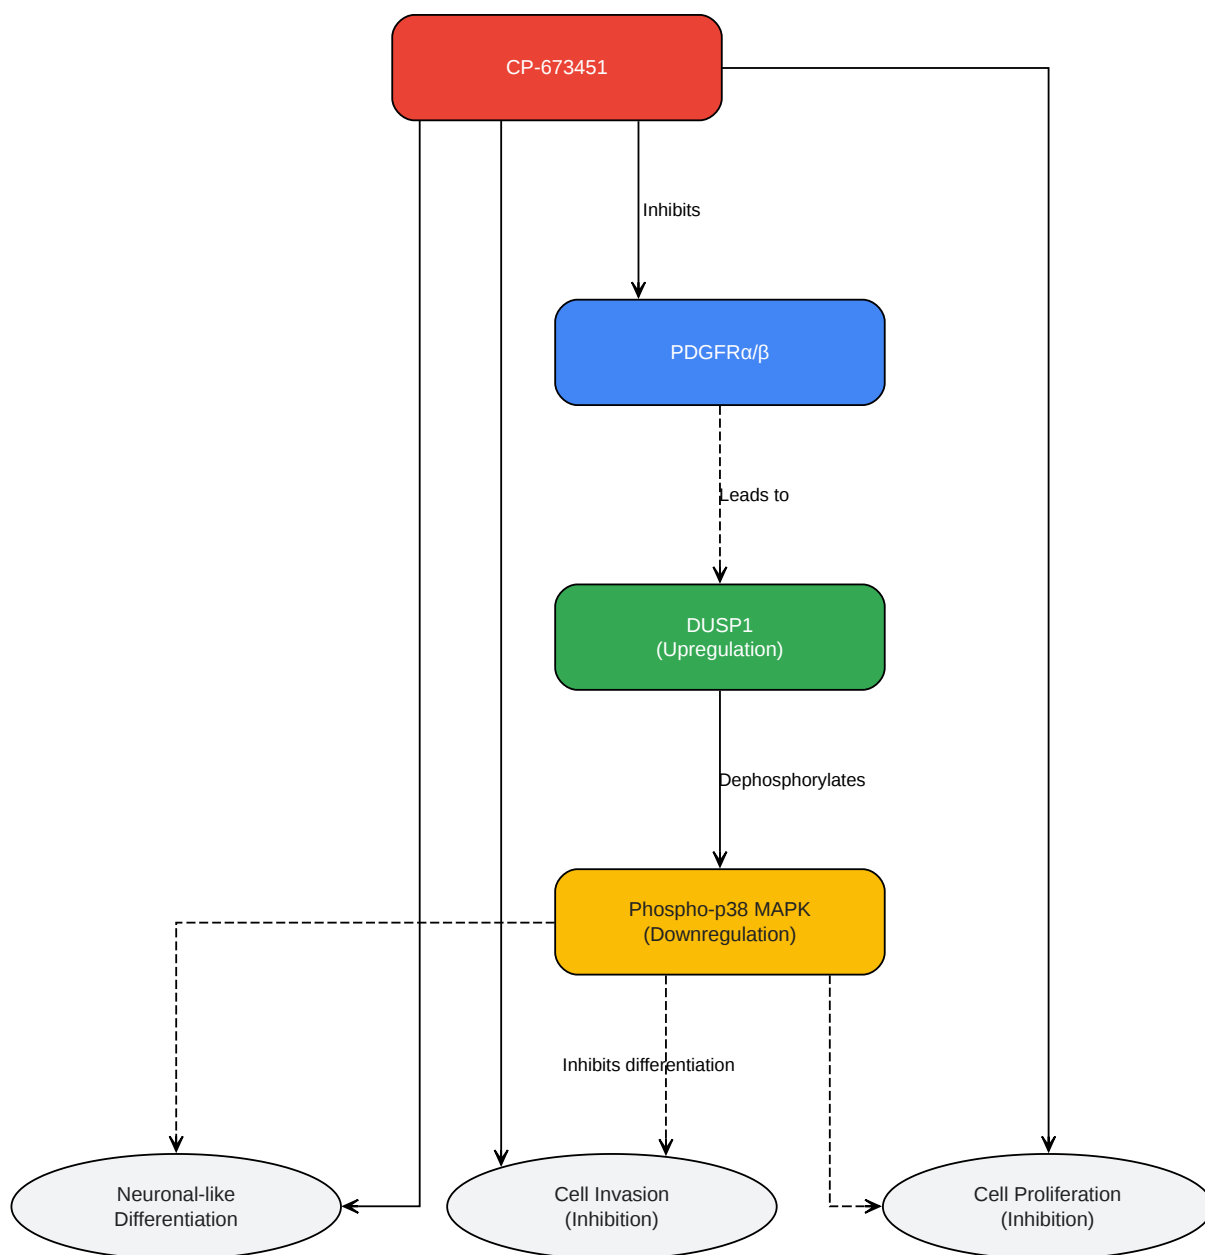 CP-673451
Inhibits
PDGFRα/β
Leads to
DUSP1
(Upregulation)
Dephosphorylates
Phospho-p38 MAPK
(Downregulation)
Inhibits differentiation
Neuronal-like
Differentiation
Cell Invasion
(Inhibition)
Cell Proliferation
(Inhibition)